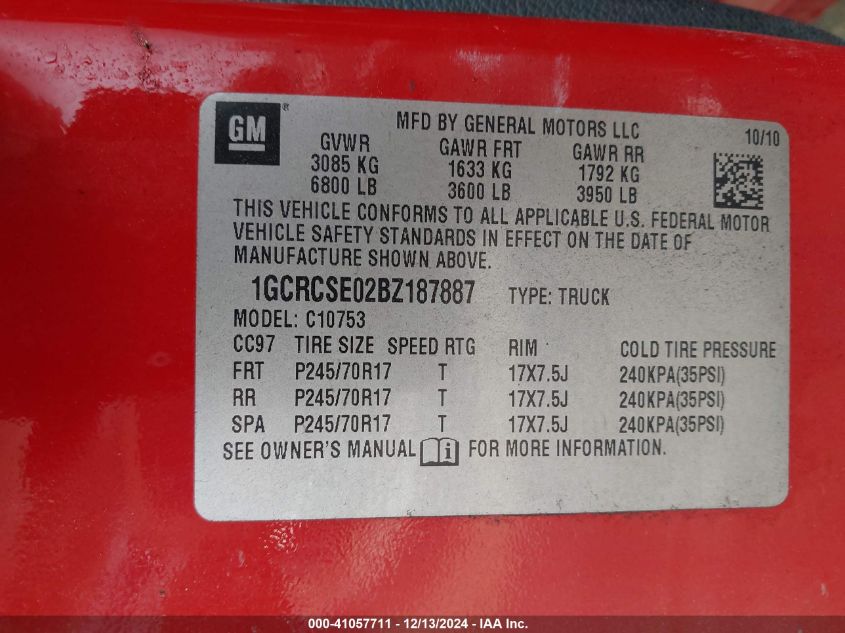 GM ®
MFD BY GENERAL MOTORS LLC 10/10
GVWR GAWR FRT GAWR RR
3085 KG 1633 KG 1792 KG
6800 LB 3600 LB 3950 LB
THIS VEHICLE CONFORMS TO ALL APPLICABLE U.S. FEDERAL MOTOR
VEHICLE SAFETY STANDARDS IN EFFECT ON THE DATE OF
MANUFACTURE SHOWN ABOVE.
1GCRCSE02BZ187887 TYPE: TRUCK
MODEL: C10753
CC97 TIRE SIZE SPEED RTG RIM COLD TIRE PRESSURE
FRT P245/70R17 T 17X7.5J 240KPA(35PSI)
RR P245/70R17 T 17X7.5J 240KPA(35PSI)
SPA P245/70R17 T 17X7.5J 240KPA(35PSI)
SEE OWNER'S MANUAL i FOR MORE INFORMATION.
000-41057711 - 12/13/2024 - IAA Inc.